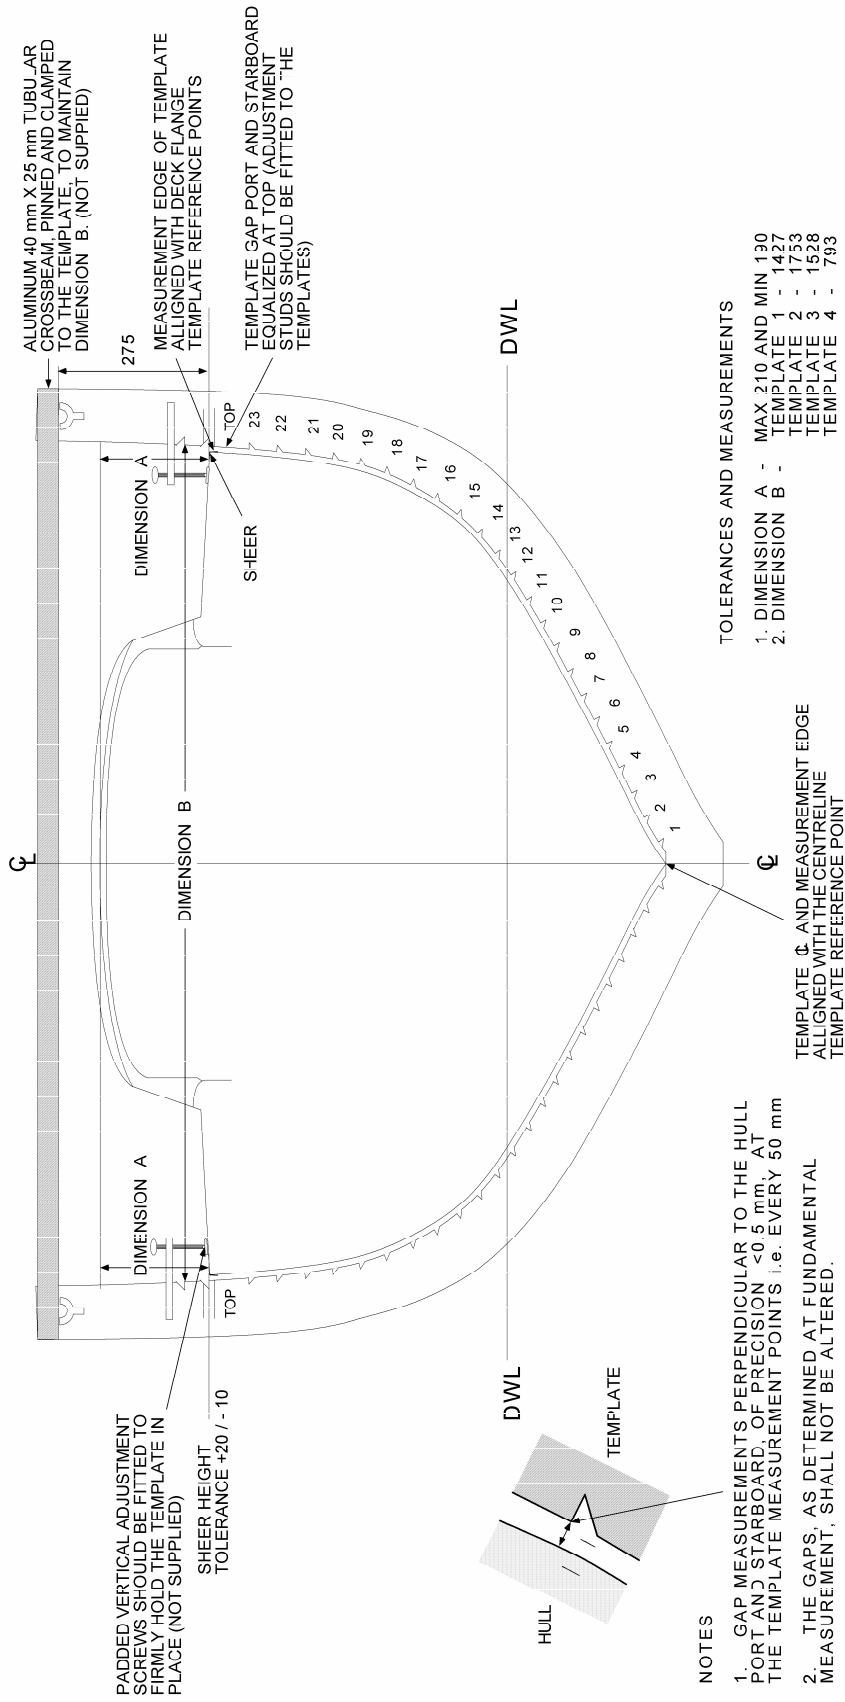 ALUMINUM 40 mm X 25 mm TUBULAR
CROSSBEAM, PINNED AND CLAMPED
TO THE TEMPLATE, TO MAINTAIN
DIMENSION B. (NOT SUPPIED)
275
MEASUREMENT EDGE OF TEMPLATE
ALLIGNED WITH DECK FLANGE
TEMPLATE REFERENCE POINTS
TEMPLATE GAP PORT AND STARBOARD
EQUALIZED AT TOP (ADJUSTMENT
STUDS SHOULD BE FITTED TO THE
TEMPLATES)
PADDED VERTICAL ADJUSTMENT
SCREWS SHOULD BE FITTED TO
FIRMLY HOLD THE TEMPLATE IN
PLACE (NOT SUPPLIED)
SHEER HEIGHT
TOLERANCE +20 / - 10
CL
DIMENSION A
DIMENSION B
DIMENSION A
SHEER
TOP
TOP
23
22
21
20
19
18
17
16
15
14
13
12
11
10
9
8
7
6
5
4
3
2
1
DWL
DWL
CL
HULL
TEMPLATE
TEMPLATE CL AND MEASUREMENT EDGE
ALLIGNED WITH THE CENTRELINE
TEMPLATE REFERENCE POINT
NOTES
1. GAP MEASUREMENTS PERPENDICULAR TO THE HULL
PORT AND STARBOARD, OF PRECISION <0.5 mm, AT
THE TEMPLATE MEASUREMENT POINTS i.e. EVERY 50 mm
2. THE GAPS, AS DETERMINED AT FUNDAMENTAL
MEASUREMENT, SHALL NOT BE ALTERED.
TOLERANCES AND MEASUREMENTS
1. DIMENSION A - MAX 210 AND MIN 190
2. DIMENSION B - TEMPLATE 1 - 1427
TEMPLATE 2 - 1753
TEMPLATE 3 - 1528
TEMPLATE 4 - 793